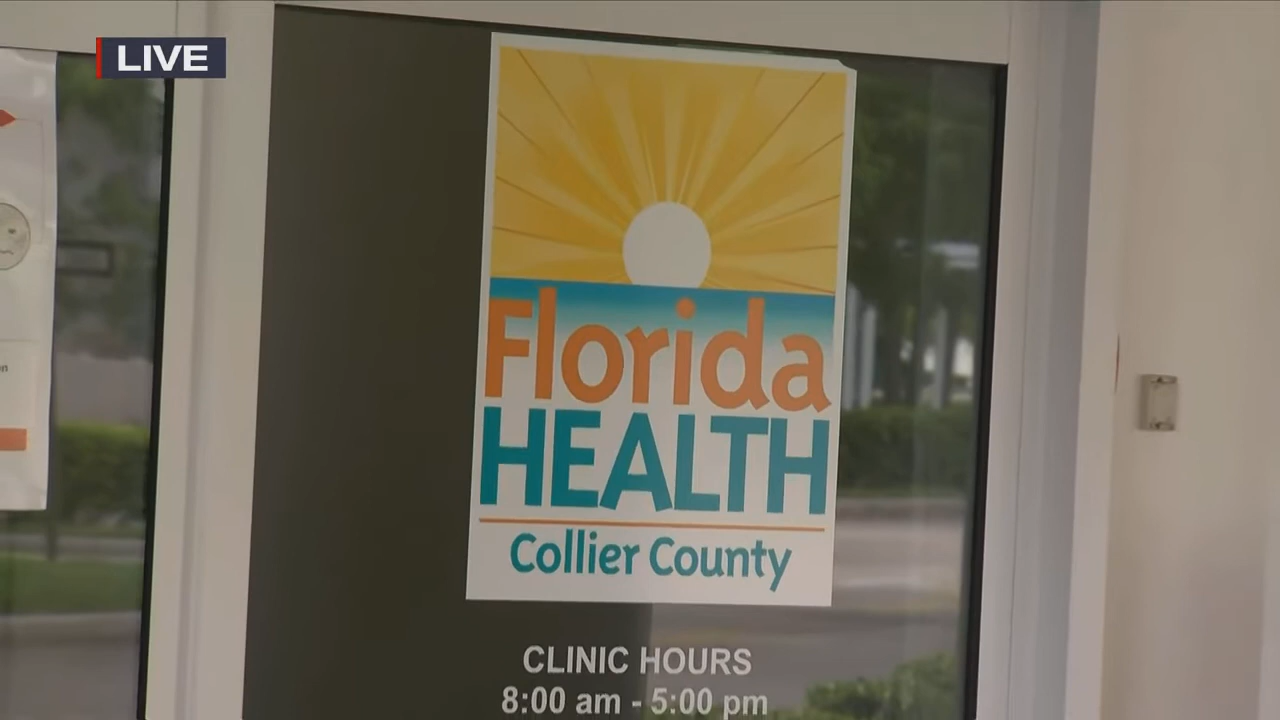 LIVE
Florida
HEALTH
Collier County
CLINIC HOURS
8:00 am - 5:00 pm